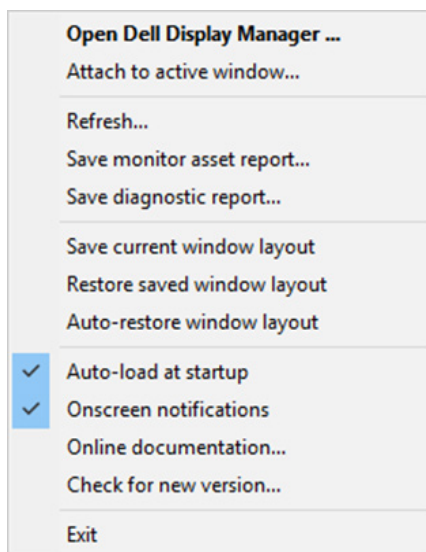 Open Dell Display Manager ...
Attach to active window...
Refresh...
Save monitor asset report...
Save diagnostic report...
Save current window layout
Restore saved window layout
Auto-restore window layout
Auto-load at startup
Onscreen notifications
Online documentation...
Check for new version...
Exit